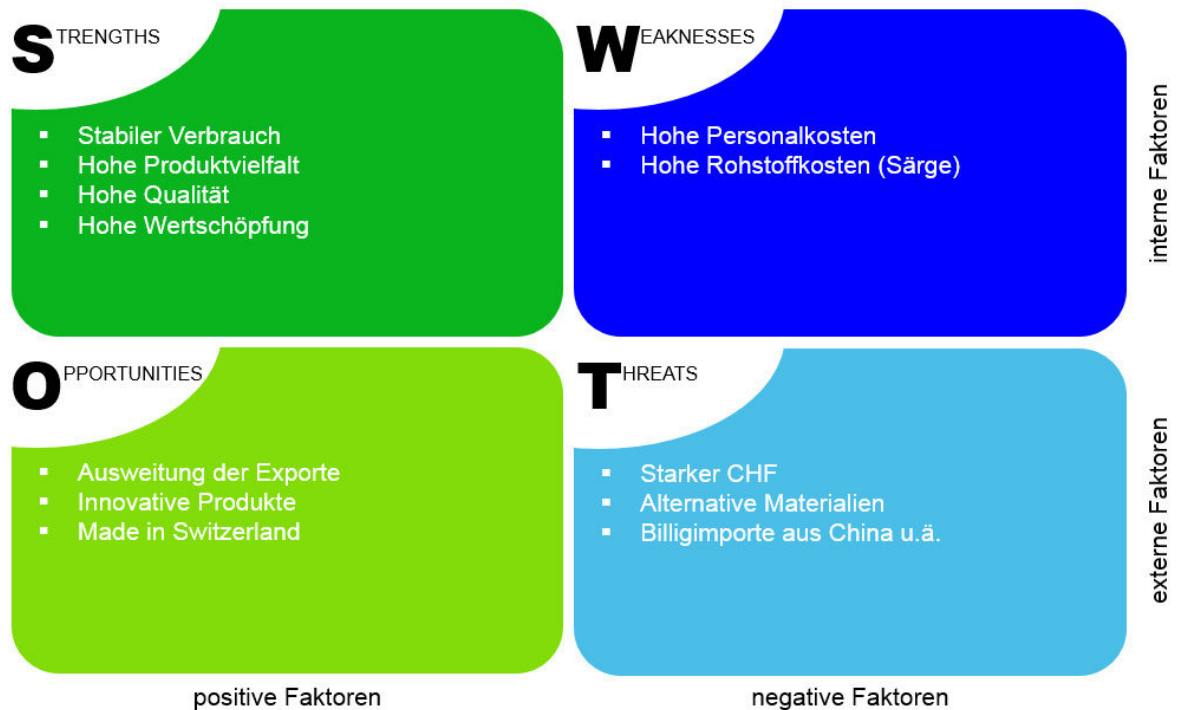 STRENGTHS
Stabiler Verbrauch
Hohe Produktvielfalt
Hohe Qualität
Hohe Wertschöpfung
WEAKNESSES
Hohe Personalkosten
Hohe Rohstoffkosten (Särge)
interne Faktoren
OPPORTUNITIES
Ausweitung der Exporte
Innovative Produkte
Made in Switzerland
THREATS
Starker CHF
Alternative Materialien
Billigimporte aus China u.ä.
externe Faktoren
positive Faktoren
negative Faktoren